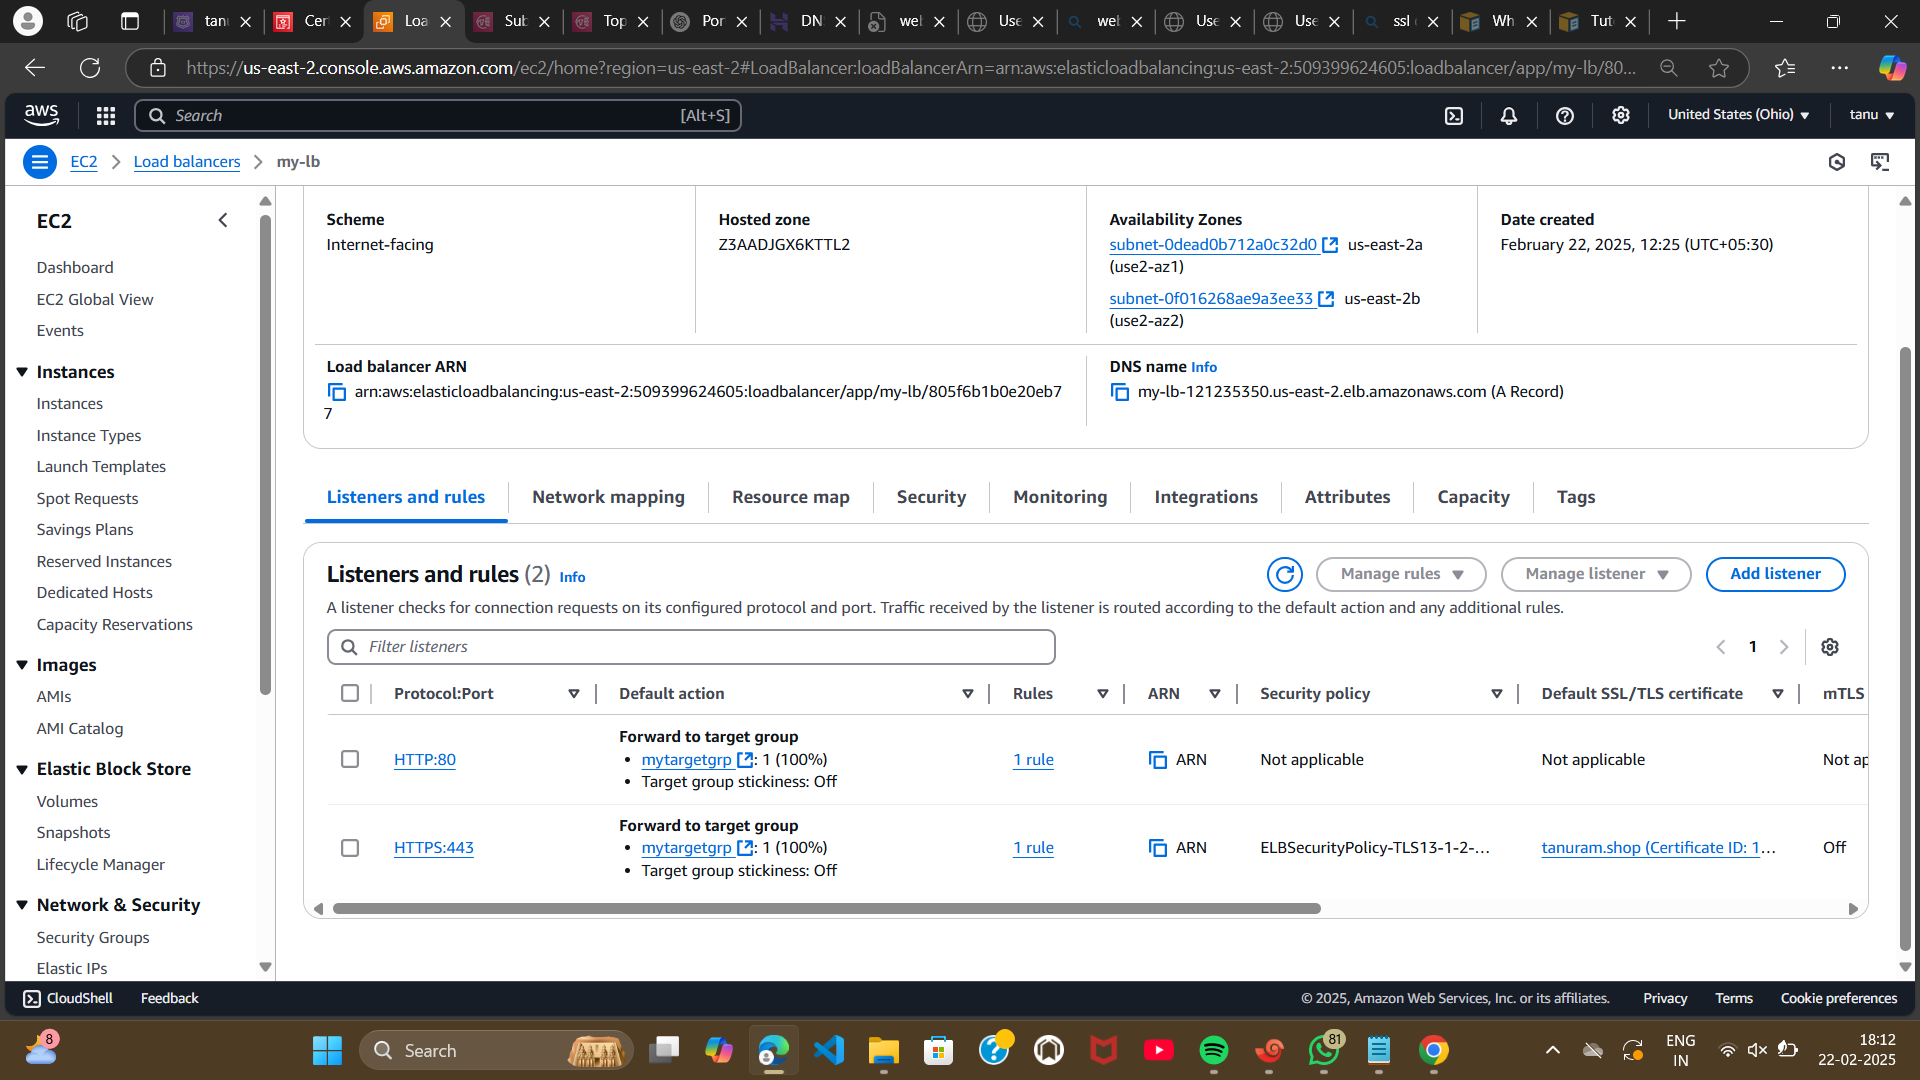 tanu
Cert
Loa
Sub
Top
Por
DN
wel
Use
wel
Use
Use
ssl c
Wh
Tut
https://us-east-2.console.aws.amazon.com/ec2/home?region=us-east-2#LoadBalancer:loadBalancerArn=arn:aws:elasticloadbalancing:us-east-2:509399624605:loadbalancer/app/my-lb/80...
aws
Search
[Alt+S]
United States (Ohio)
tanu
EC2
Load balancers
my-lb
EC2
Dashboard
EC2 Global View
Events
Instances
Instances
Instance Types
Launch Templates
Spot Requests
Savings Plans
Reserved Instances
Dedicated Hosts
Capacity Reservations
Images
AMIs
AMI Catalog
Elastic Block Store
Volumes
Snapshots
Lifecycle Manager
Network & Security
Security Groups
Elastic IPs
Scheme
Internet-facing
Hosted zone
Z3AADJGX6KTTL2
Availability Zones
subnet-0dead0b712a0c32d0 us-east-2a
(use2-az1)
subnet-0f016268ae9a3ee33 us-east-2b
(use2-az2)
Date created
February 22, 2025, 12:25 (UTC+05:30)
Load balancer ARN
arn:aws:elasticloadbalancing:us-east-2:509399624605:loadbalancer/app/my-lb/805f6b1b0e20eb7
7
DNS name Info
my-lb-121235350.us-east-2.elb.amazonaws.com (A Record)
Listeners and rules
Network mapping
Resource map
Security
Monitoring
Integrations
Attributes
Capacity
Tags
Listeners and rules (2) Info
Manage rules
Manage listener
Add listener
A listener checks for connection requests on its configured protocol and port. Traffic received by the listener is routed according to the default action and any additional rules.
Filter listeners
1
Protocol:Port
Default action
Rules
ARN
Security policy
Default SSL/TLS certificate
mTLS
HTTP:80
Forward to target group
• mytargetgrp : 1 (100%)
• Target group stickiness: Off
1 rule
ARN
Not applicable
Not applicable
Not ap
HTTPS:443
Forward to target group
• mytargetgrp : 1 (100%)
• Target group stickiness: Off
1 rule
ARN
ELBSecurityPolicy-TLS13-1-2-...
tanuram.shop (Certificate ID: 1...
Off
CloudShell
Feedback
© 2025, Amazon Web Services, Inc. or its affiliates.
Privacy
Terms
Cookie preferences
8
Search
81
ENG
IN
18:12
22-02-2025